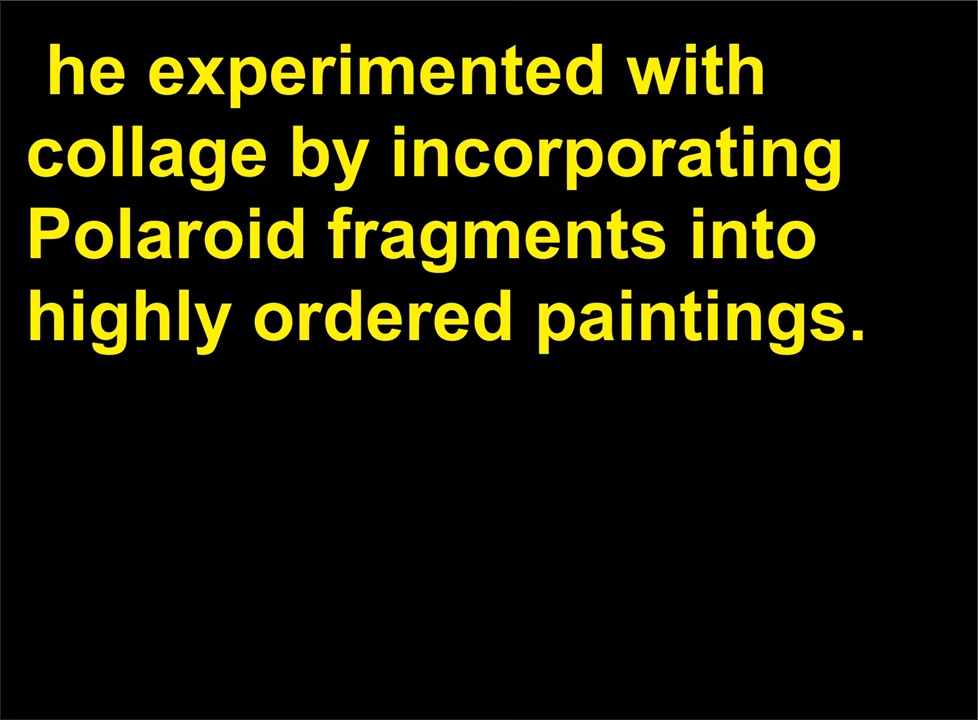 he experimented with
collage by incorporating
Polaroid fragments into
highly ordered paintings.